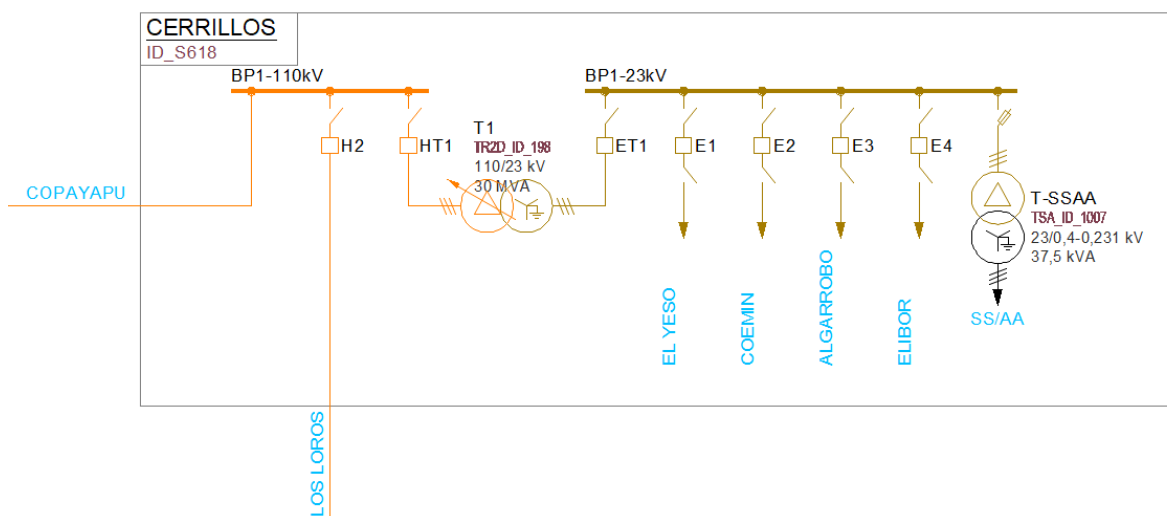 CERRILLOS
ID_S618
BP1-110kV
BP1-23kV
H2
HT1
T1
TR2D_ID_198
110/23 kV
30 MVA
ET1
E1
E2
E3
E4
COPAYAPU
T-SSAA
TSA_ID_1007
23/0,4-0,231 kV
37,5 kVA
EL YESO
COEMIN
ALGARROBO
ELIBOR
SS/AA
LOS LOROS